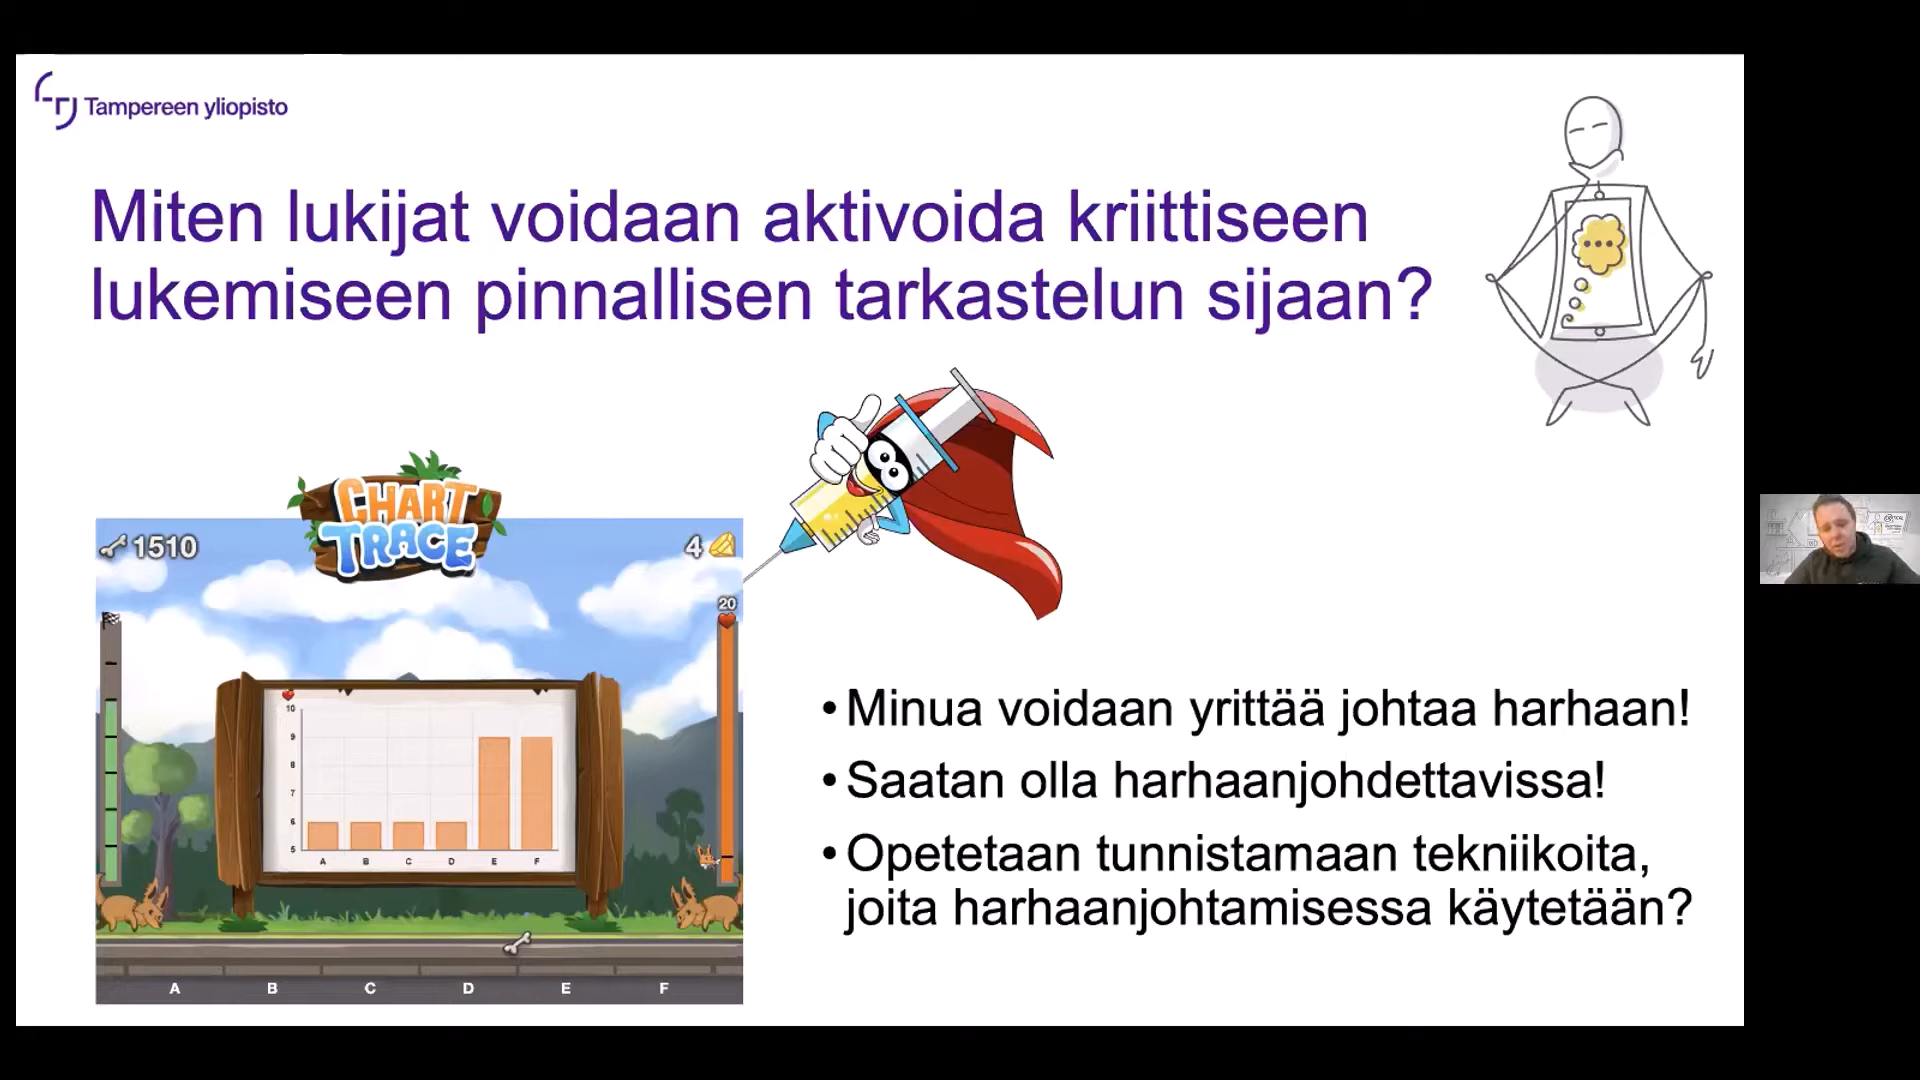 Tampereen yliopisto
Miten lukijat voidaan aktivoida kriittiseen
lukemiseen pinnallisen tarkastelun sijaan?
CHART
TRACE
1510
4
20
10
9
8
7
6
5
A B C D E F
A B C D E F
• Minua voidaan yrittää johtaa harhaan!
• Saatan olla harhaanjohdettavissa!
• Opetetaan tunnistamaan tekniikoita,
joita harhaanjohtamisessa käytetään?